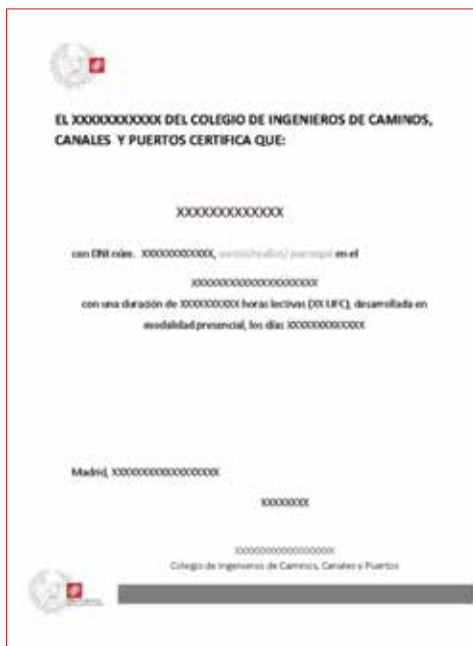 EL XXXXXXXXXXX DEL COLEGIO DE INGENIEROS DE CAMINOS,
CANALES Y PUERTOS CERTIFICA QUE:
XXXXXXXXXXXXX
con DNI núm. XXXXXXXXXXXX, en el
XXXXXXXXXXXXXXXXXXXX
con una duración de XXXXXXXXXX horas lectivas (XX UFC), desarrollada en
modalidad presencial, los días XXXXXXXXXXXXX
Madrid, XXXXXXXXXXXXXXXXXX
XXXXXXXX
XXXXXXXXXXXXXXXXXX
Colegio de Ingenieros de Caminos, Canales y Puertos